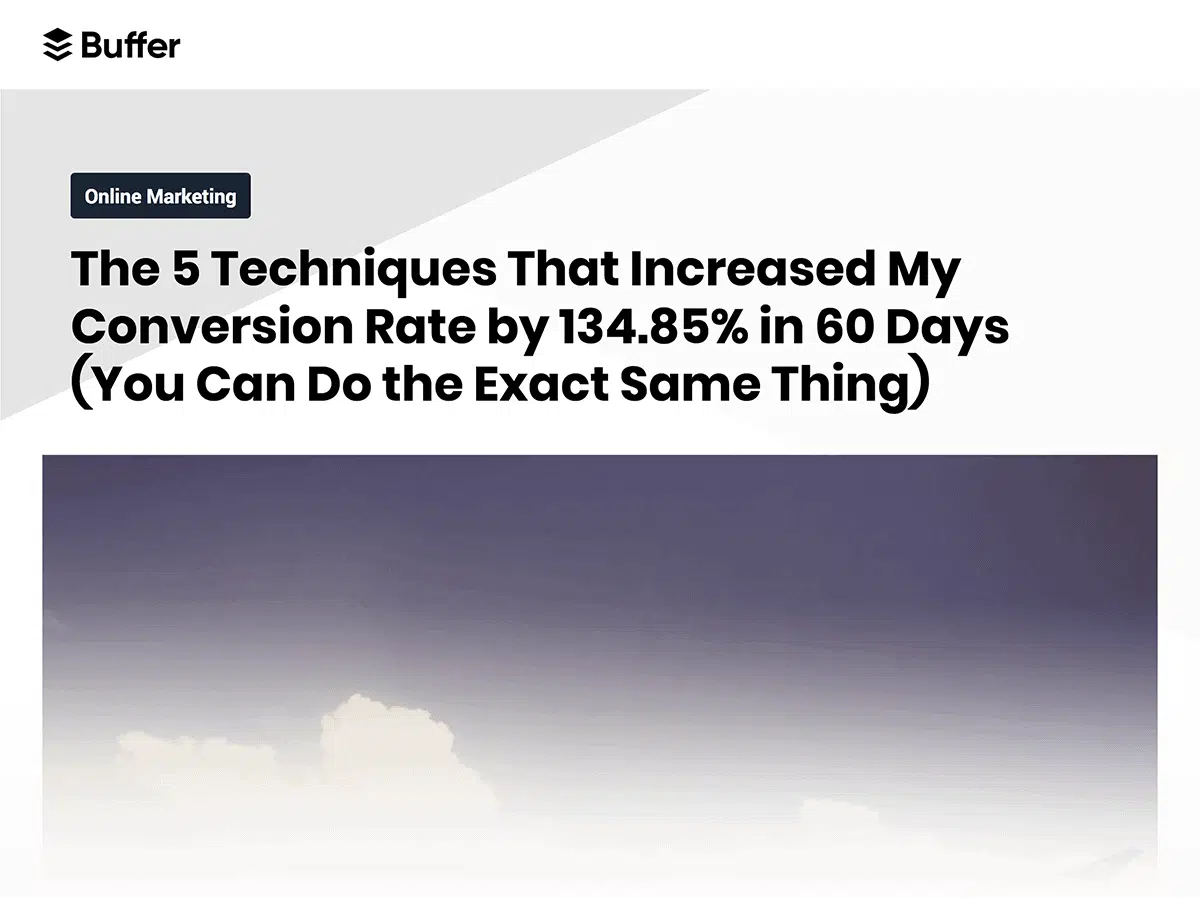 Buffer
Online Marketing
The 5 Techniques That Increased My
Conversion Rate by 134.85% in 60 Days
(You Can Do the Exact Same Thing)